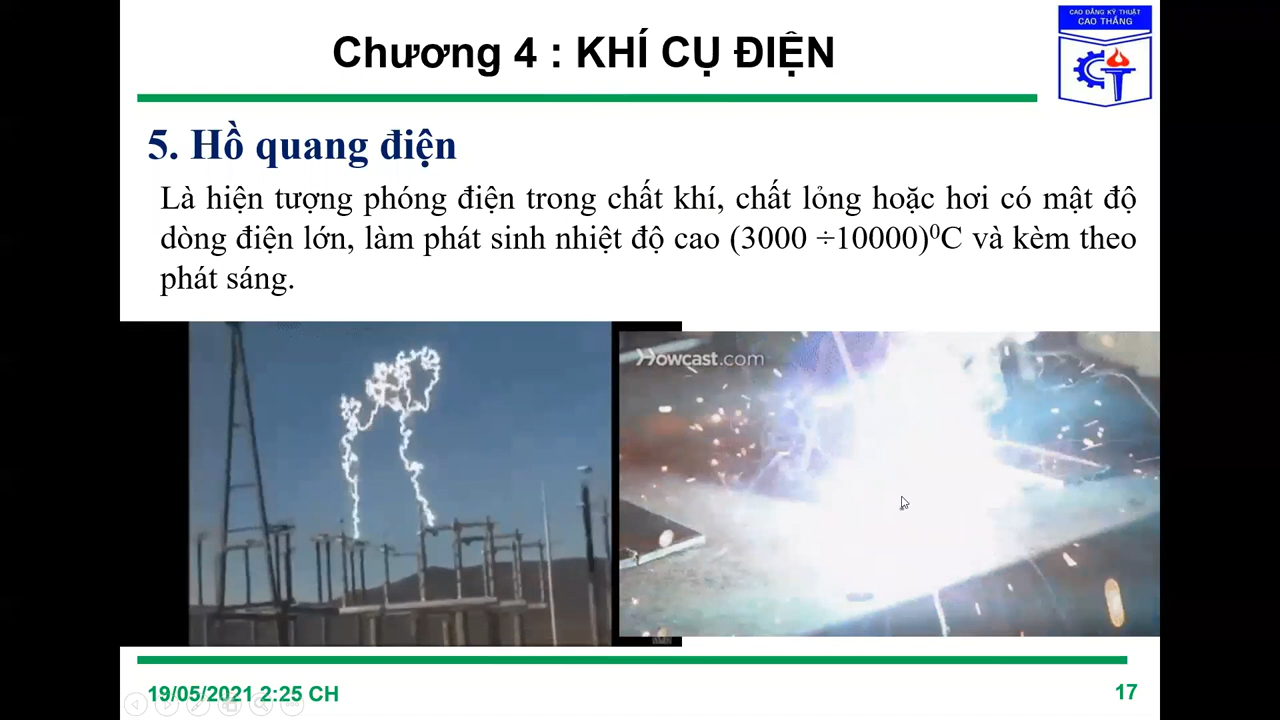 CAO ĐẲNG KỸ THUẬT
CAO THẮNG
Chương 4 : KHÍ CỤ ĐIỆN
5. Hồ quang điện
Là hiện tượng phóng điện trong chất khí, chất lỏng hoặc hơi có mật độ
dòng điện lớn, làm phát sinh nhiệt độ cao (3000 ÷10000)⁰C và kèm theo
phát sáng.
Howcast.com
19/05/2021 2:25 CH
17